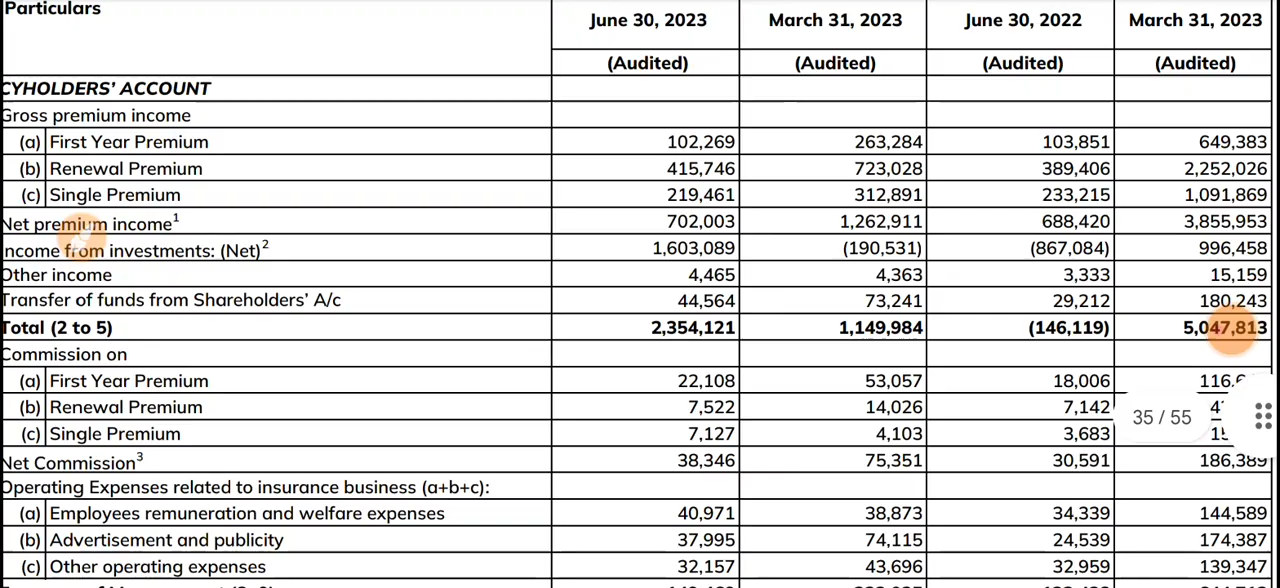 Particulars June 30, 2023 March 31, 2023 June 30, 2022 March 31, 2023
(Audited) (Audited) (Audited) (Audited)
CYHOLDERS' ACCOUNT
Gross premium income
(a) First Year Premium 102,269 263,284 103,851 649,383
(b) Renewal Premium 415,746 723,028 389,406 2,252,026
(c) Single Premium 219,461 312,891 233,215 1,091,869
Net premium income1 702,003 1,262,911 688,420 3,855,953
ncome from investments: (Net)2 1,603,089 (190,531) (867,084) 996,458
Other income 4,465 4,363 3,333 15,159
Transfer of funds from Shareholders' A/c 44,564 73,241 29,212 180,243
Total (2 to 5) 2,354,121 1,149,984 (146,119) 5,047,813
Commission on
(a) First Year Premium 22,108 53,057 18,006
(b) Renewal Premium 7,522 14,026 7,142
35 / 55
(c) Single Premium 7,127 4,103 3,683
Net Commission3 38,346 75,351 30,591 186,389
Operating Expenses related to insurance business (a+b+c):
(a) Employees remuneration and welfare expenses 40,971 38,873 34,339 144,589
(b) Advertisement and publicity 37,995 74,115 24,539 174,387
(c) Other operating expenses 32,157 43,696 32,959 139,347